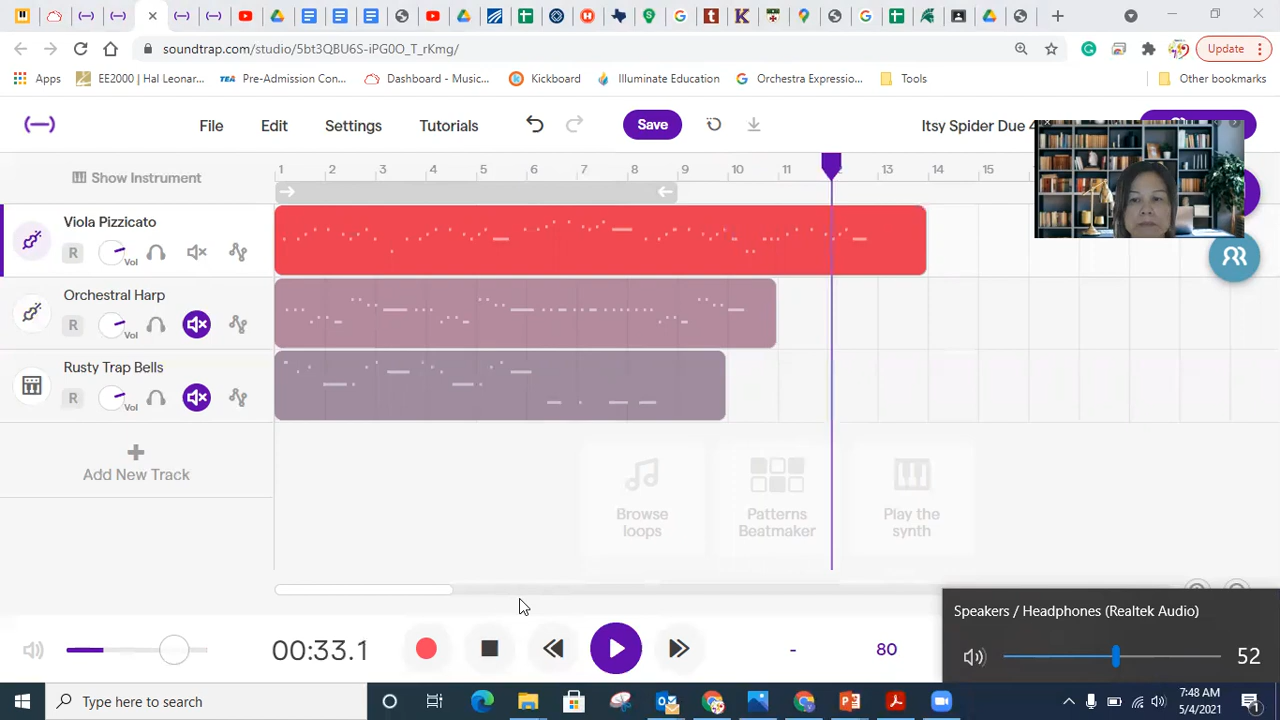 soundtrap.com/studio/5bt3QBU6S-iPG0O_T_rKmg/
Update
Apps
EE2000 | Hal Leonar...
TEA Pre-Admission Con...
Dashboard - Music...
Kickboard
Illuminate Education
Orchestra Expressio...
Tools
Other bookmarks
File
Edit
Settings
Tutorials
Save
Itsy Spider Due 4
Show Instrument
1 2 3 4 5 6 7 8 9 10 11 13 14 15
Viola Pizzicato
R
Vol
Orchestral Harp
R
Vol
Rusty Trap Bells
R
Vol
Add New Track
Browse loops
Patterns Beatmaker
Play the synth
Speakers / Headphones (Realtek Audio)
52
00:33.1
-
80
Type here to search
7:48 AM
5/4/2021